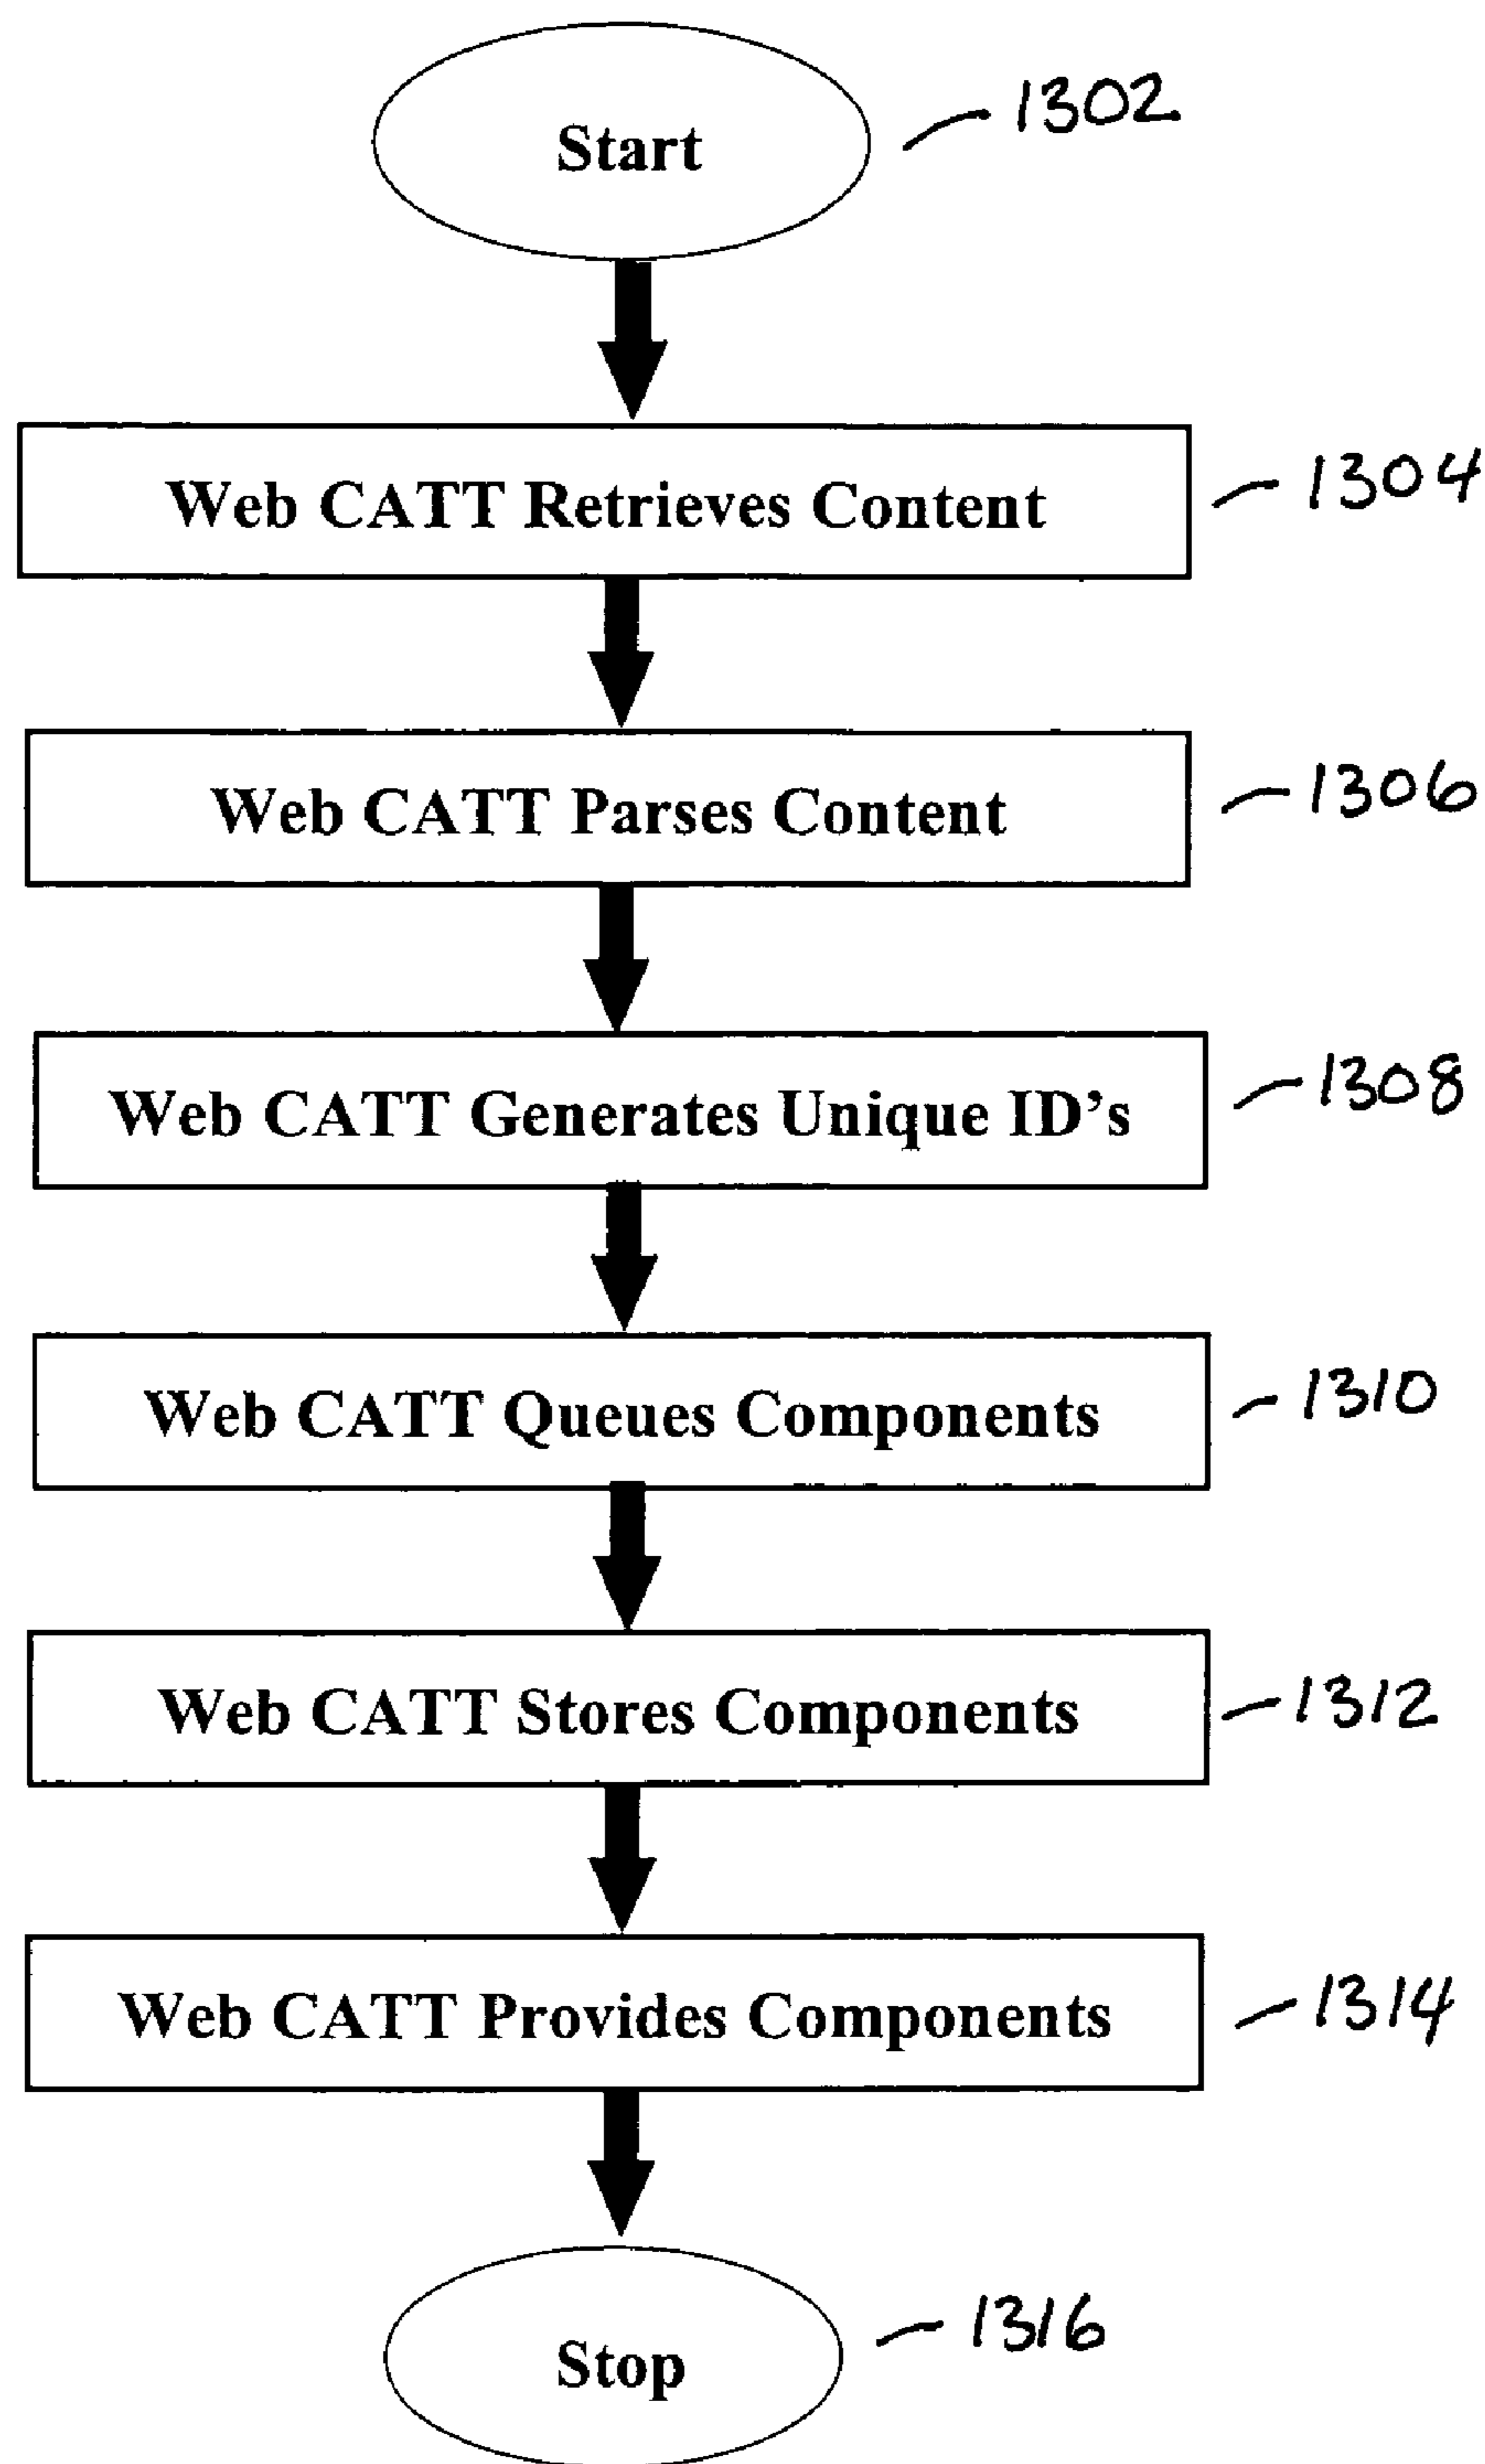 Start
1302
Web CATT Retrieves Content
1304
Web CATT Parses Content
1306
Web CATT Generates Unique ID’s
1308
Web CATT Queues Components
1310
Web CATT Stores Components
1312
Web CATT Provides Components
1314
Stop
1316